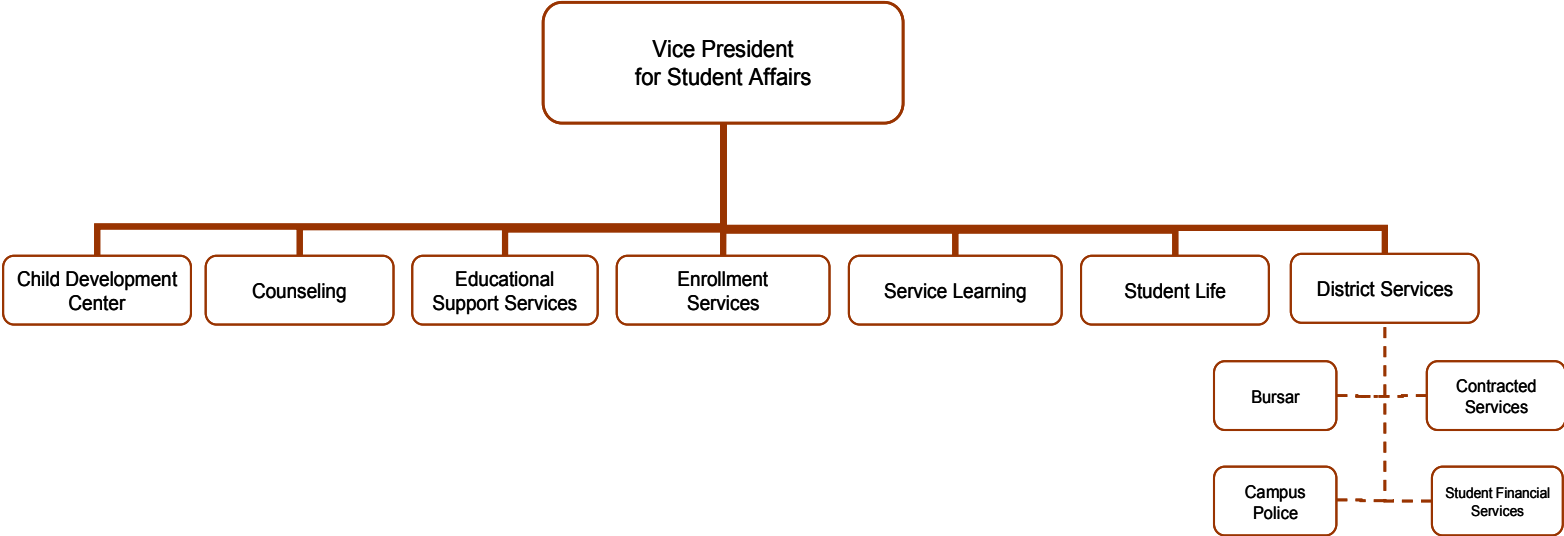 Vice President
for Student Affairs
Child Development
Center
Counseling
Educational
Support Services
Enrollment
Services
Service Learning
Student Life
District Services
Bursar
Contracted
Services
Campus
Police
Student Financial
Services